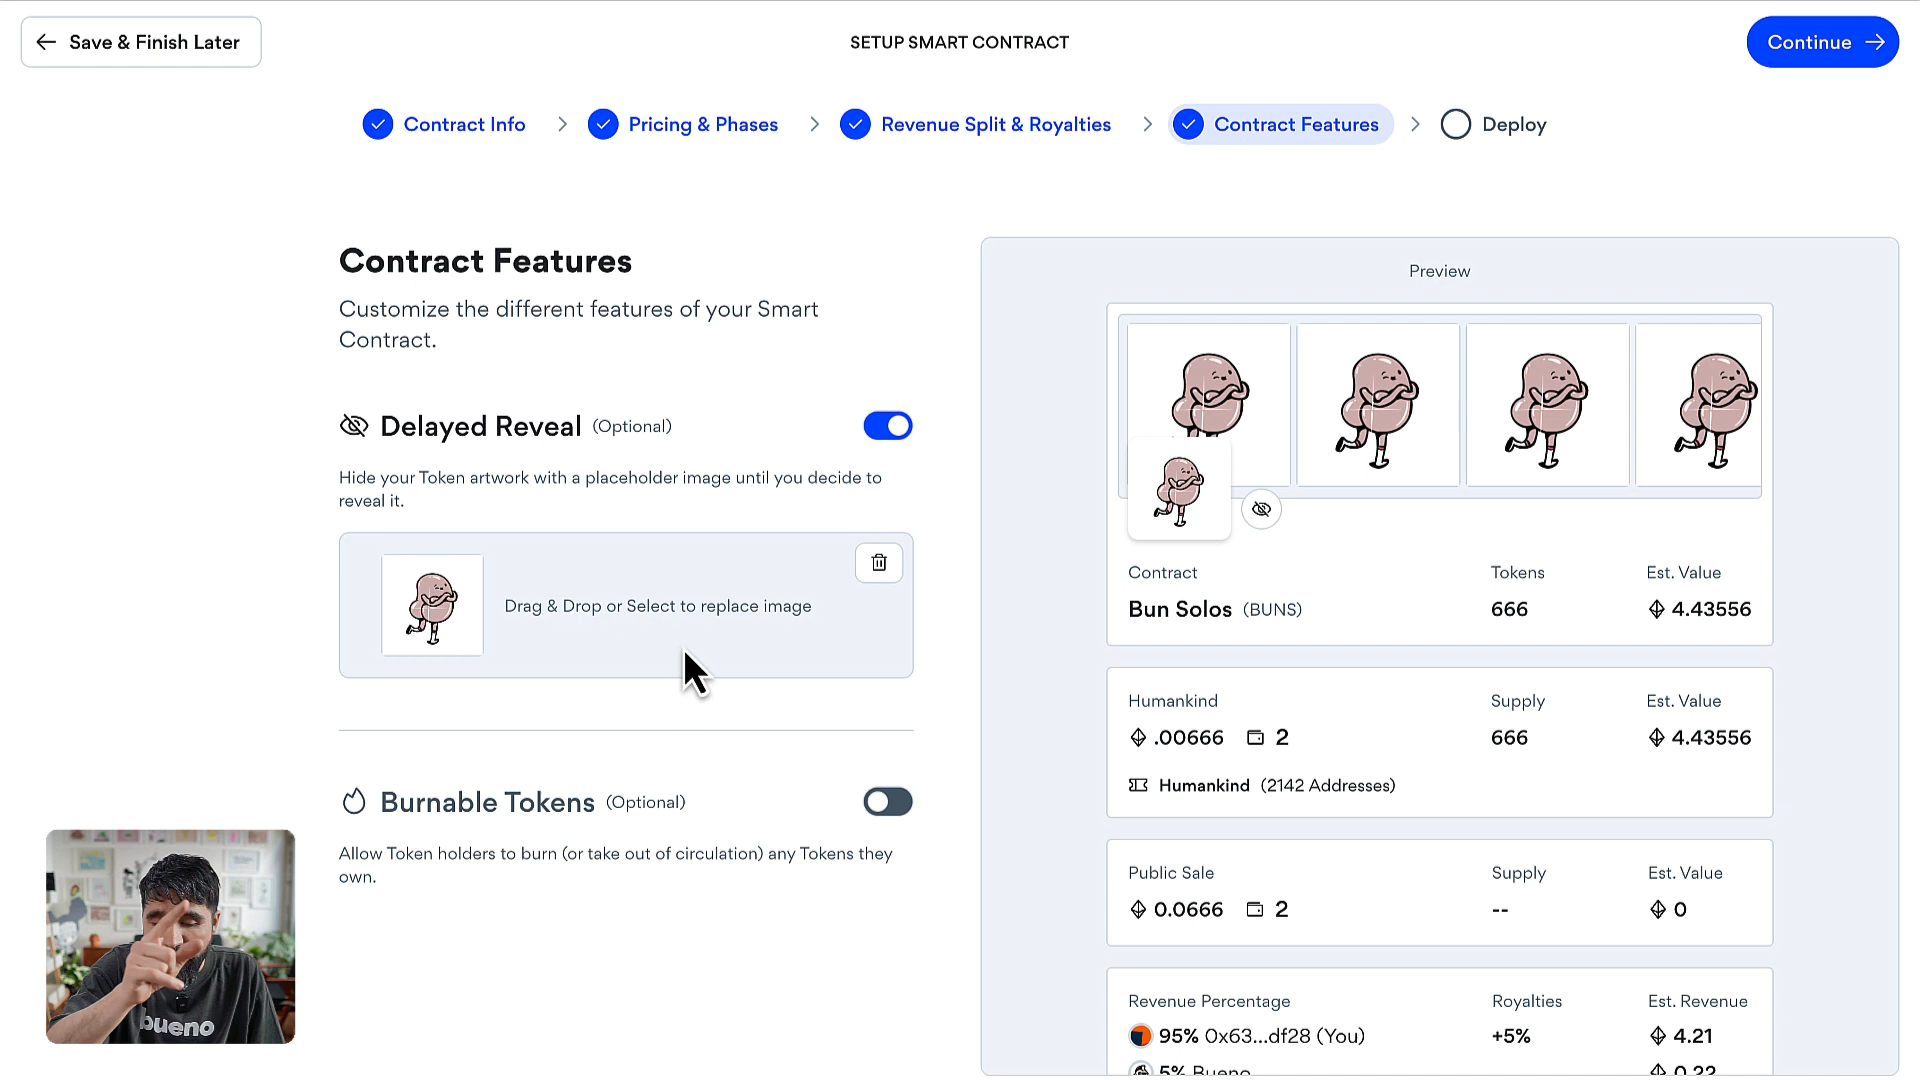 Save & Finish Later
SETUP SMART CONTRACT
Continue
Contract Info
Pricing & Phases
Revenue Split & Royalties
Contract Features
Deploy
Contract Features
Customize the different features of your Smart
Contract.
Delayed Reveal (Optional)
Hide your Token artwork with a placeholder image until you decide to
reveal it.
Drag & Drop or Select to replace image
Burnable Tokens (Optional)
Allow Token holders to burn (or take out of circulation) any Tokens they
own.
bueno
Preview
Contract Tokens Est. Value
Bun Solos (BUNS) 666 4.43556
Humankind Supply Est. Value
.00666 2 666 4.43556
Humankind (2142 Addresses)
Public Sale Supply Est. Value
0.0666 2 -- 0
Revenue Percentage Royalties Est. Revenue
95% 0x63...df28 (You) +5% 4.21
5% Bueno 0.22